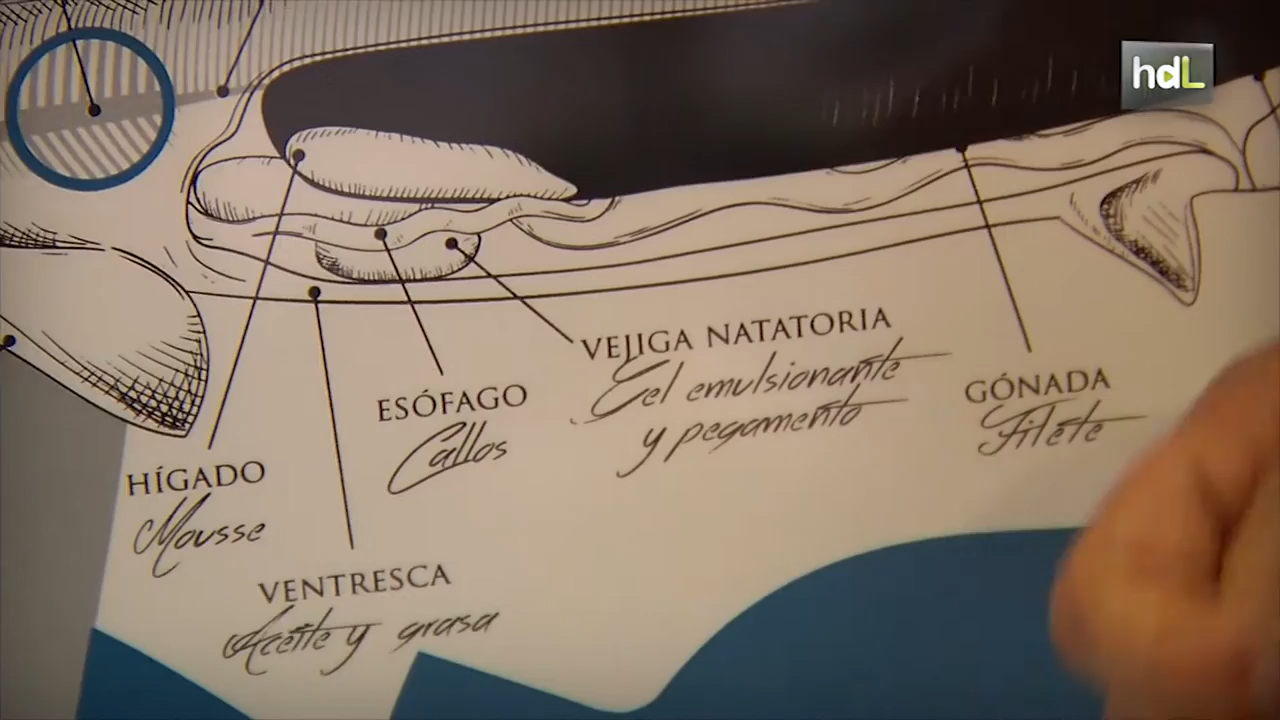 hdL
VEJIGA NATATORIA
Gel emulsionante
y pegamento
GÓNADA
Filete
ESÓFAGO
Callos
HÍGADO
Mousse
VENTRESCA
Aceite y grasa